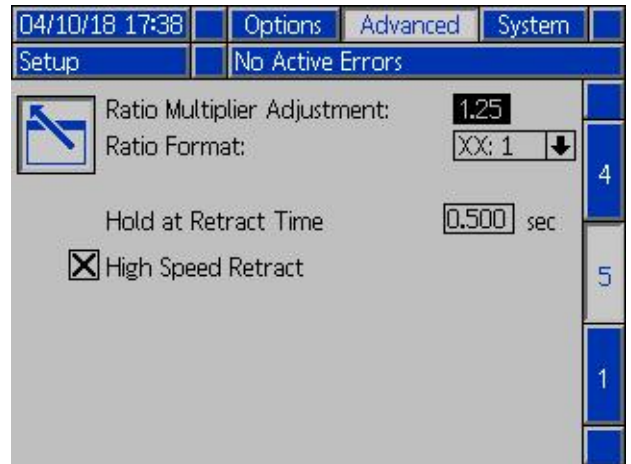 04/10/18 17:38 Options Advanced System
Setup No Active Errors
Ratio Multiplier Adjustment: 1.25
Ratio Format: XX: 1
4
Hold at Retract Time 0.500 sec
High Speed Retract
5
1